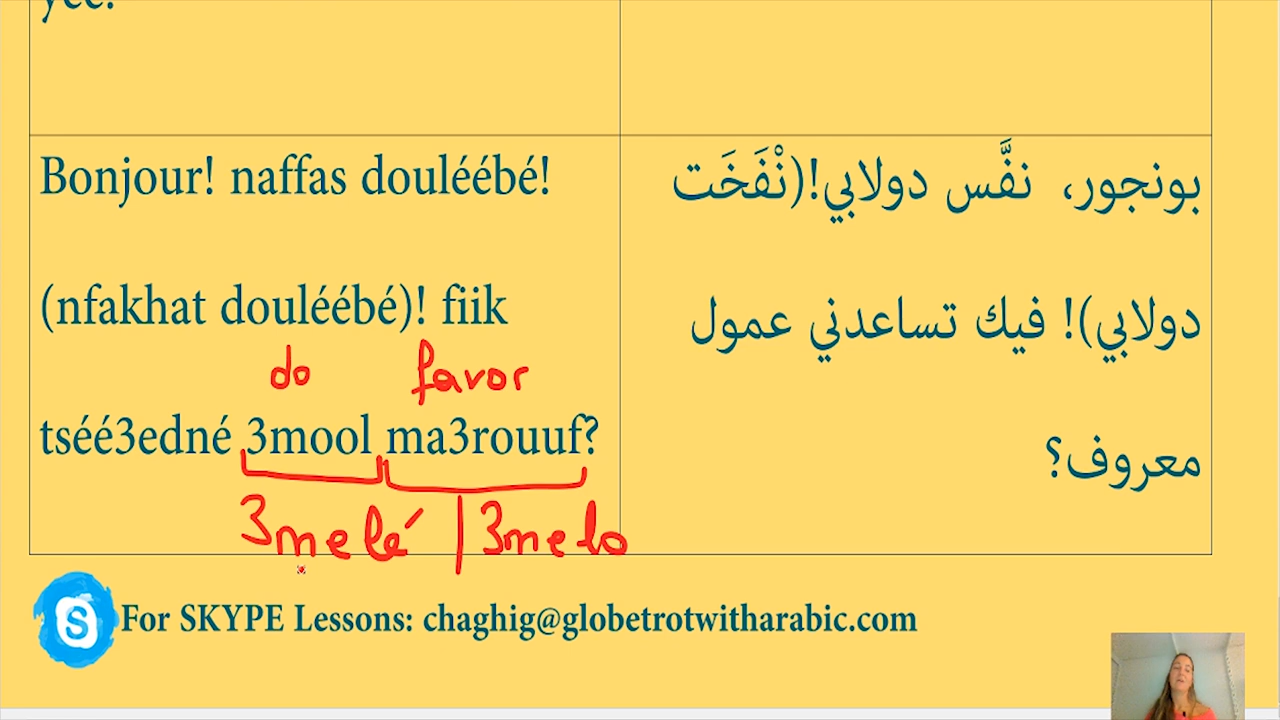 yee!
Bonjour! naffas douléébé!
(nfakhat douléébé)! fiik
do favor
tséé3edné 3mool ma3rouuf?
3melé | 3melo
بونجور، نفَّس دولابي!(نْفَخَت
دولابي)! فيك تساعدني عمول
معروف؟
S
For SKYPE Lessons: chaghig@globetrotwitharabic.com